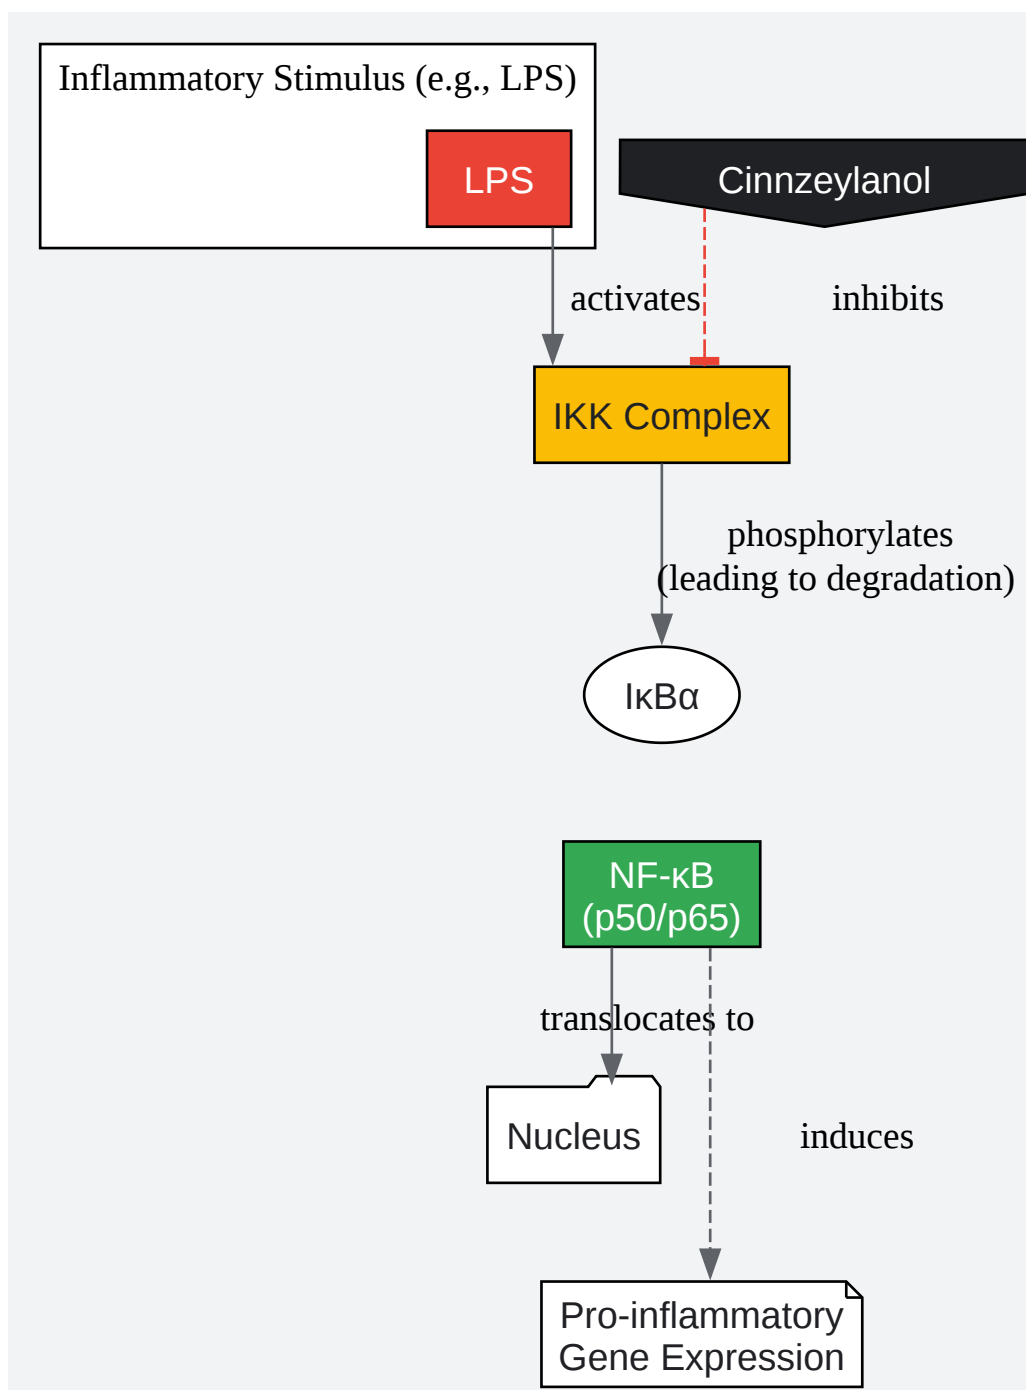 Inflammatory Stimulus (e.g., LPS)
LPS
Cinnzeylanol
activates
inhibits
IKK Complex
phosphorylates
(leading to degradation)
IκBα
NF-κB
(p50/p65)
translocates to
Nucleus
induces
Pro-inflammatory
Gene Expression